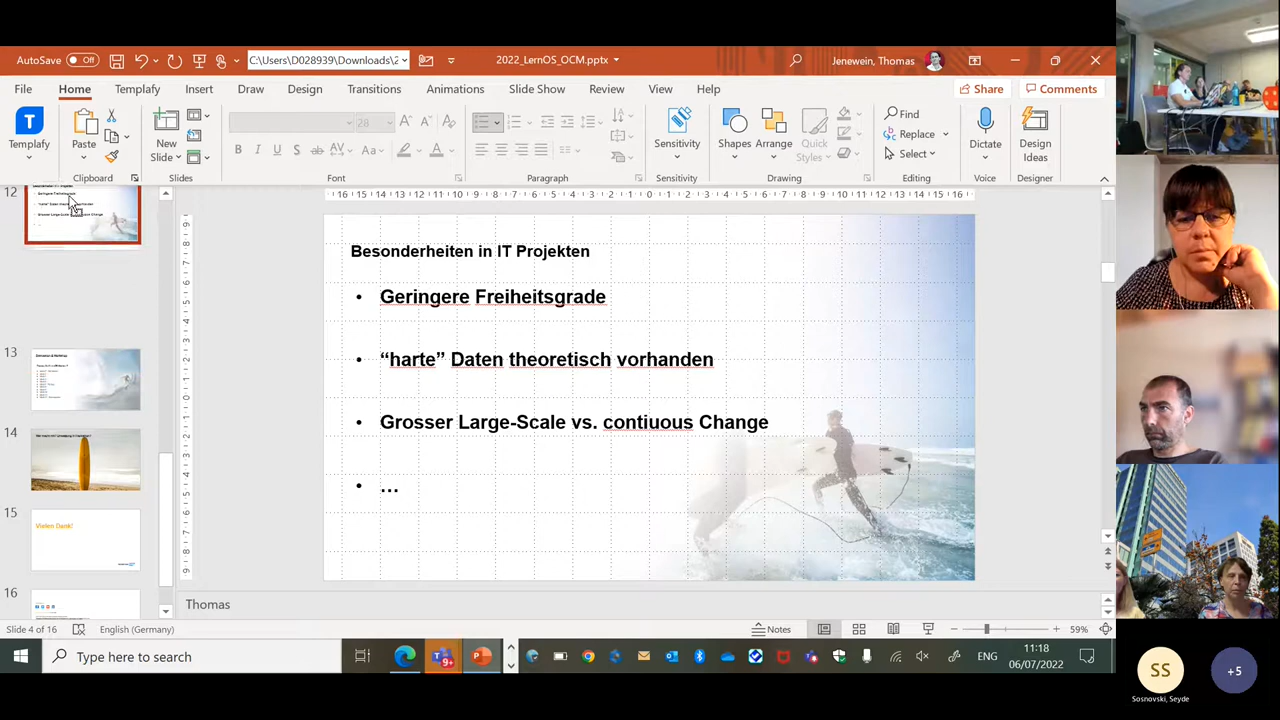 AutoSave Off C:\Users\D028939\Downloads\2 2022_LernOS_OCM.pptx Jenewein, Thomas
File Home Templafy Insert Draw Design Transitions Animations Slide Show Review View Help Share Comments
Templafy Paste New Slide 28 Sensitivity Shapes Arrange Quick Styles Find Replace Select Dictate Design Ideas
Clipboard Slides Font Paragraph Sensitivity Drawing Editing Voice Designer
12
13
14
15
Vielen Dank!
16
Besonderheiten in IT Projekten
• Geringere Freiheitsgrade
• “harte” Daten theoretisch vorhanden
• Grosser Large-Scale vs. contiuous Change
• …
Thomas
Slide 4 of 16 English (Germany) Notes 59%
Type here to search 9+ ENG 11:18
06/07/2022
SS +5
Sosnovski, Seyde